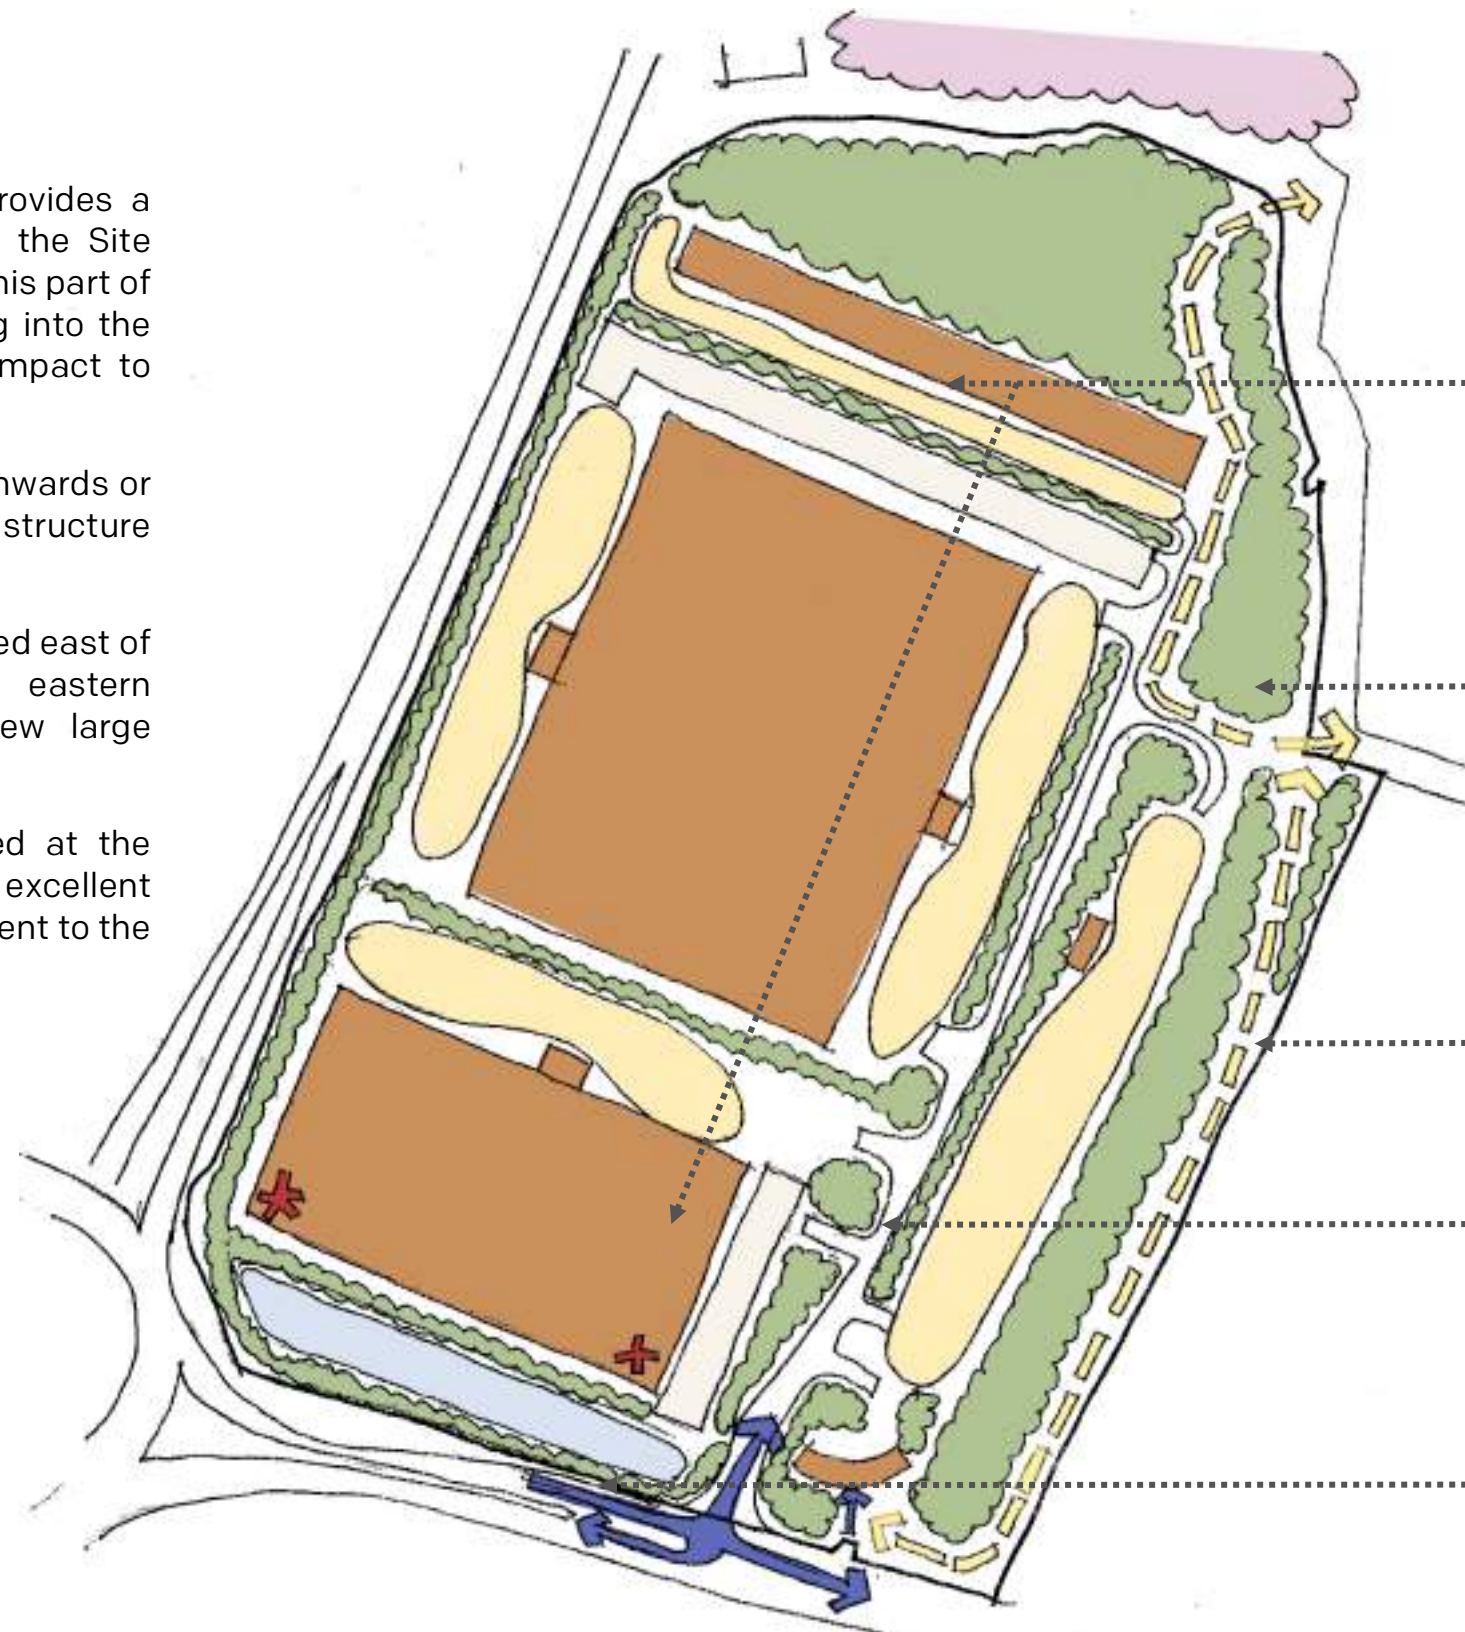 rovides a
the Site
his part of
g into the
mpact to
nwards or
structure
ed east of
eastern
ew large
ed at the
excellent
ent to the